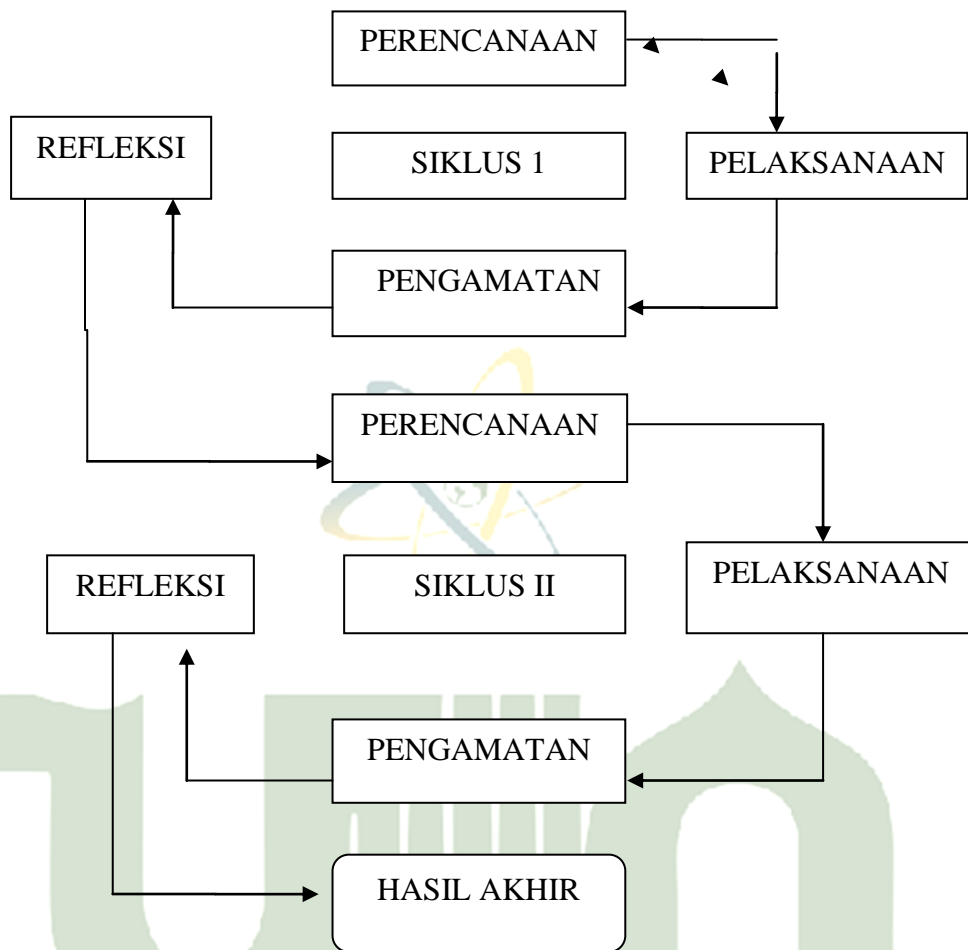 PERENCANAAN
REFLEKSI
SIKLUS 1
PELAKSANAAN
PENGAMATAN
PERENCANAAN
REFLEKSI
SIKLUS II
PELAKSANAAN
PENGAMATAN
HASIL AKHIR